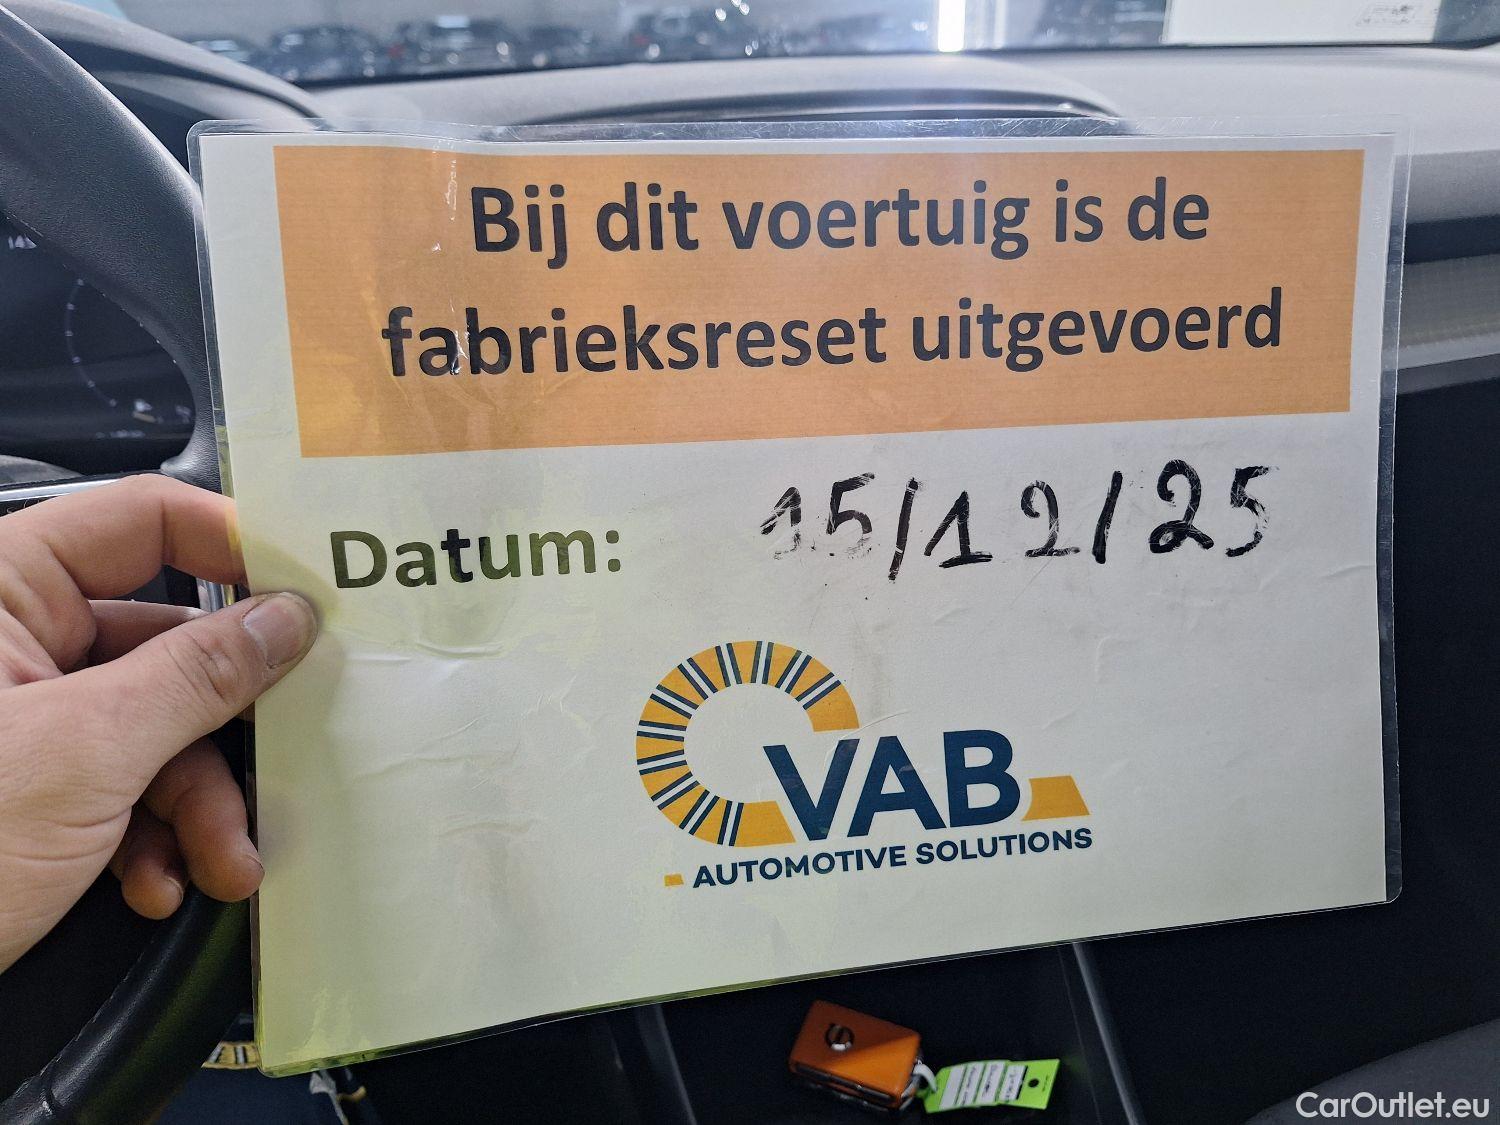 Bij dit voertuig is de
fabrieksreset uitgevoerd
Datum: 15/12/25
VAB
AUTOMOTIVE SOLUTIONS
CarOutlet.eu